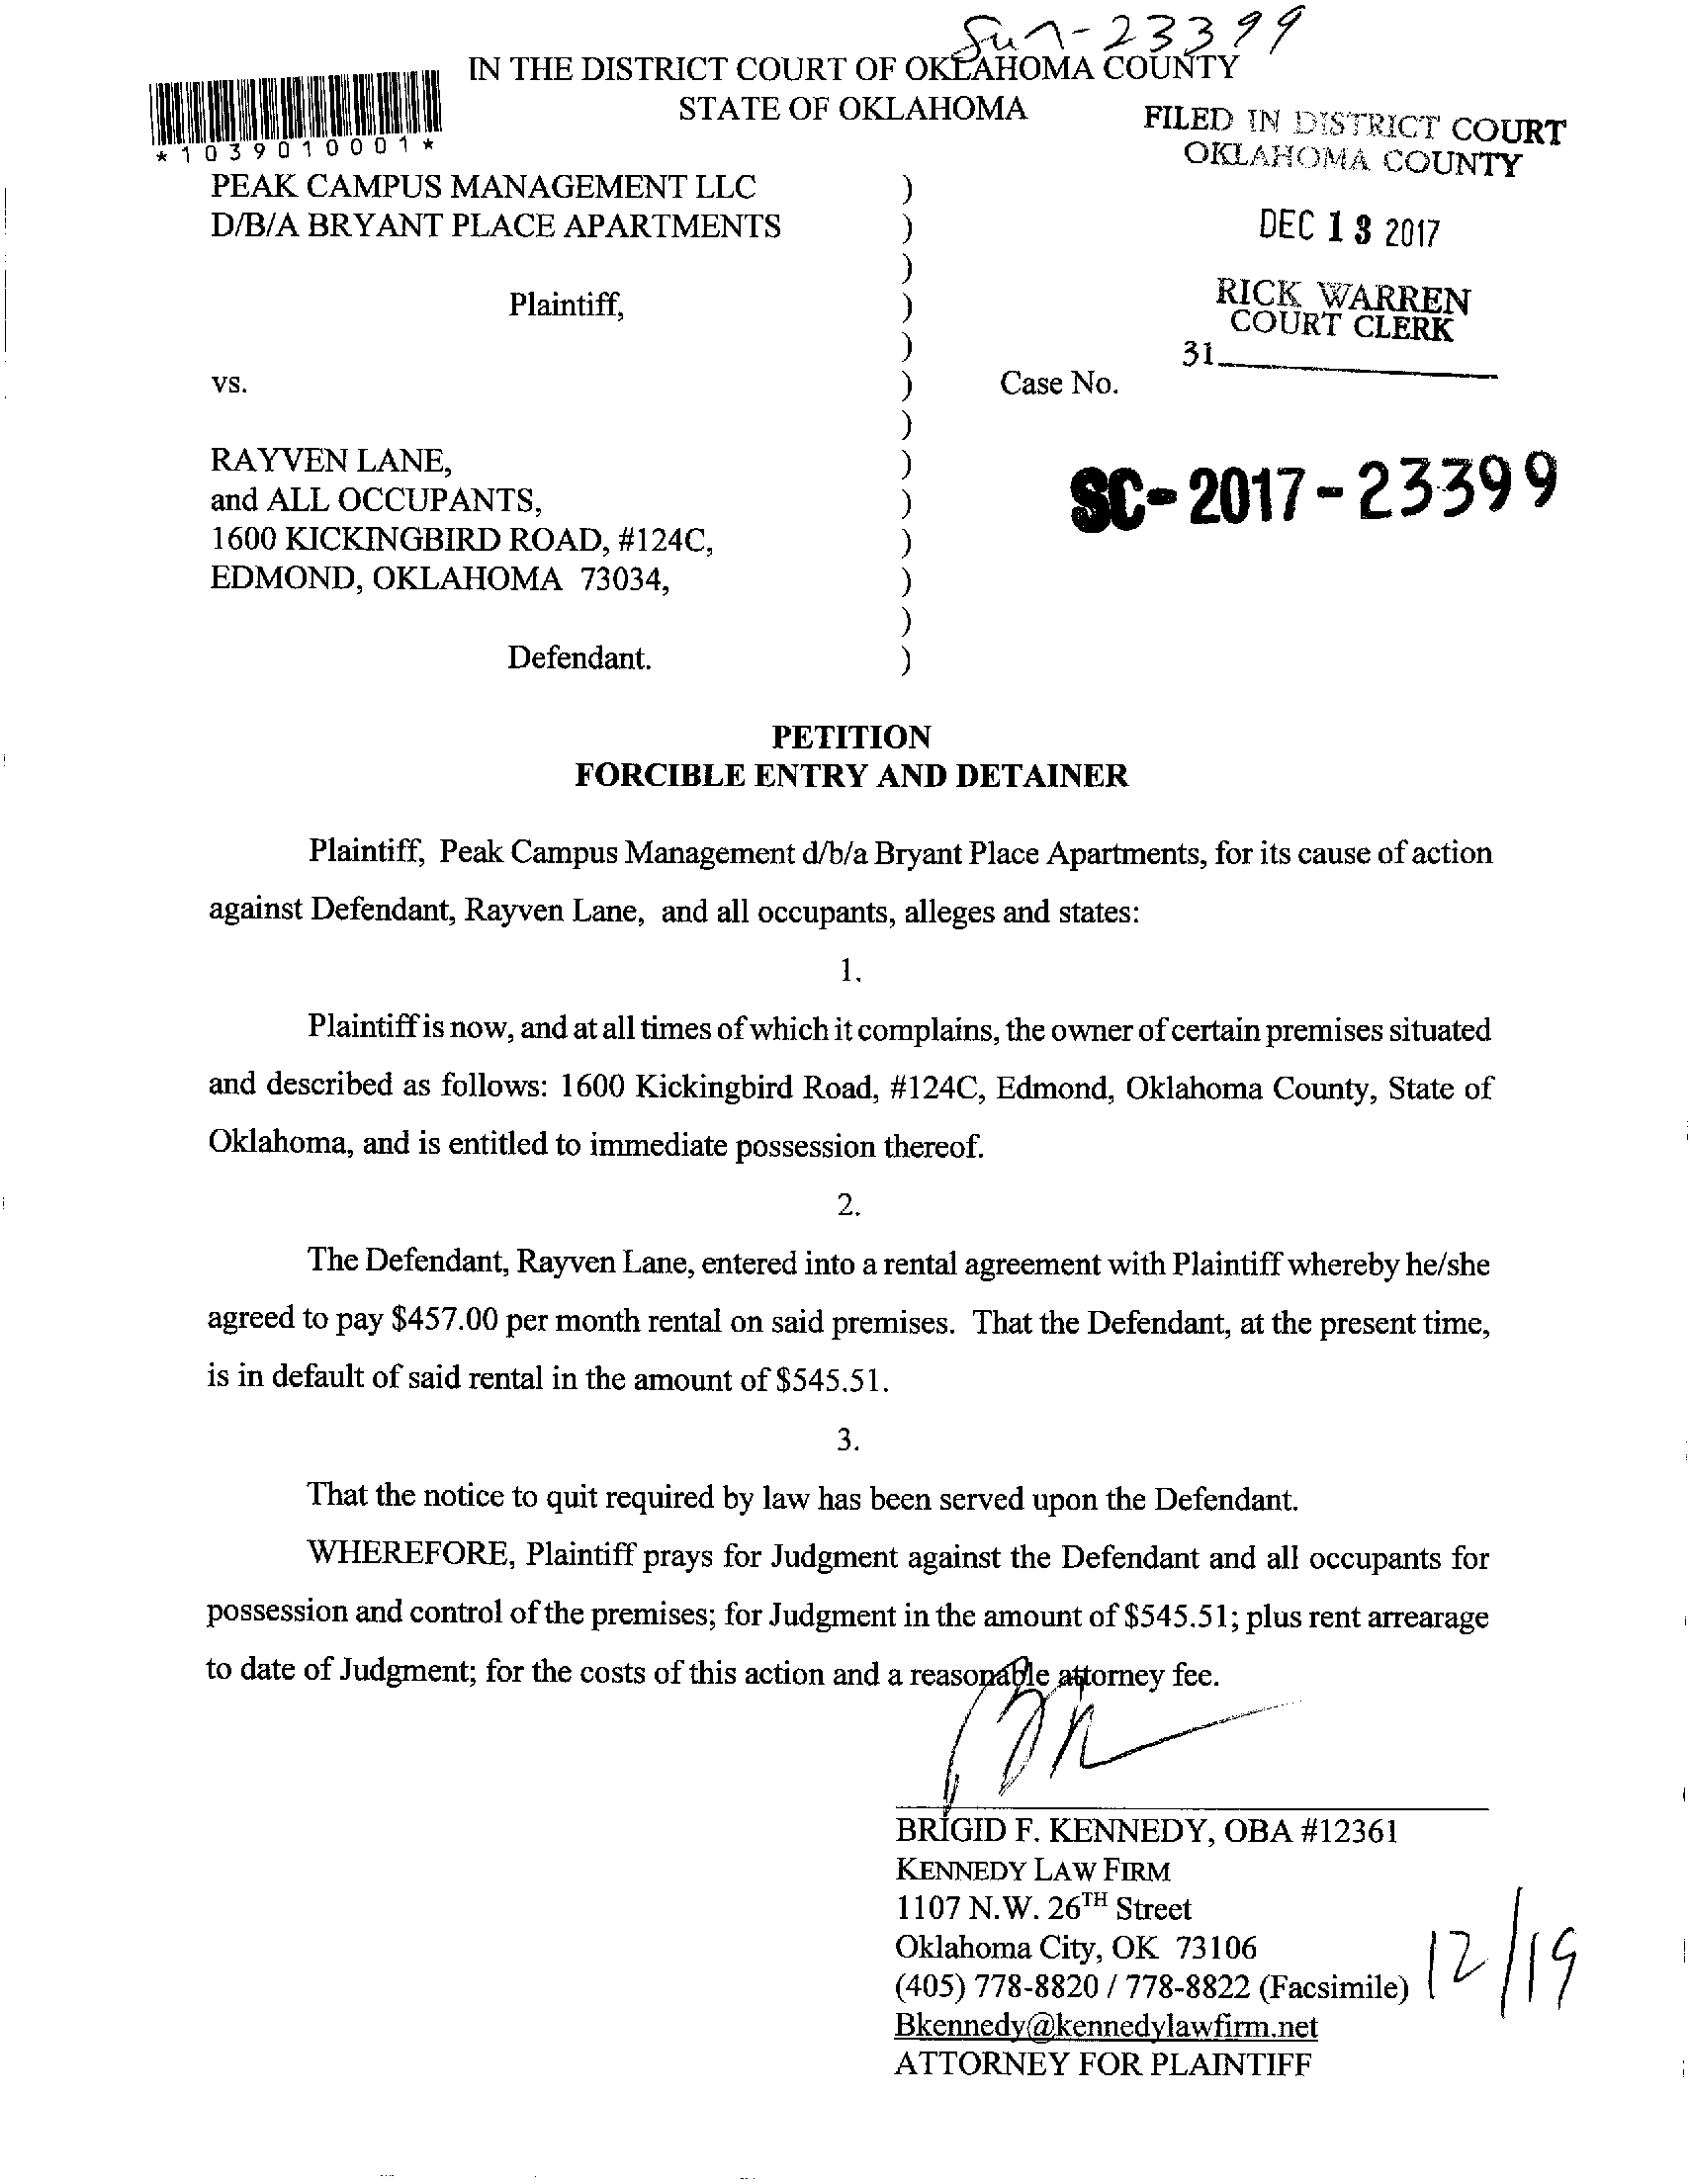 Sun-23399
IN THE DISTRICT COURT OF OKLAHOMA COUNTY
STATE OF OKLAHOMA
*1039010001*
FILED IN DISTRICT COURT
OKLAHOMA COUNTY
DEC 13 2017
RICK WARREN
COURT CLERK
31
PEAK CAMPUS MANAGEMENT LLC )
D/B/A BRYANT PLACE APARTMENTS )
)
Plaintiff, )
)
vs. ) Case No.
)
RAYVEN LANE, )
and ALL OCCUPANTS, ) SC-2017-23399
1600 KICKINGBIRD ROAD, #124C, )
EDMOND, OKLAHOMA 73034, )
)
Defendant. )
PETITION
FORCIBLE ENTRY AND DETAINER
Plaintiff, Peak Campus Management d/b/a Bryant Place Apartments, for its cause of action
against Defendant, Rayven Lane, and all occupants, alleges and states:
1.
Plaintiff is now, and at all times of which it complains, the owner of certain premises situated
and described as follows: 1600 Kickingbird Road, #124C, Edmond, Oklahoma County, State of
Oklahoma, and is entitled to immediate possession thereof.
2.
The Defendant, Rayven Lane, entered into a rental agreement with Plaintiff whereby he/she
agreed to pay $457.00 per month rental on said premises. That the Defendant, at the present time,
is in default of said rental in the amount of $545.51.
3.
That the notice to quit required by law has been served upon the Defendant.
WHEREFORE, Plaintiff prays for Judgment against the Defendant and all occupants for
possession and control of the premises; for Judgment in the amount of $545.51; plus rent arrearage
to date of Judgment; for the costs of this action and a reasonable attorney fee.
BRIGID F. KENNEDY, OBA #12361
KENNEDY LAW FIRM
1107 N.W. 26TH Street
Oklahoma City, OK 73106
(405) 778-8820 / 778-8822 (Facsimile)
Bkennedy@kennedylawfirm.net
ATTORNEY FOR PLAINTIFF
12/19